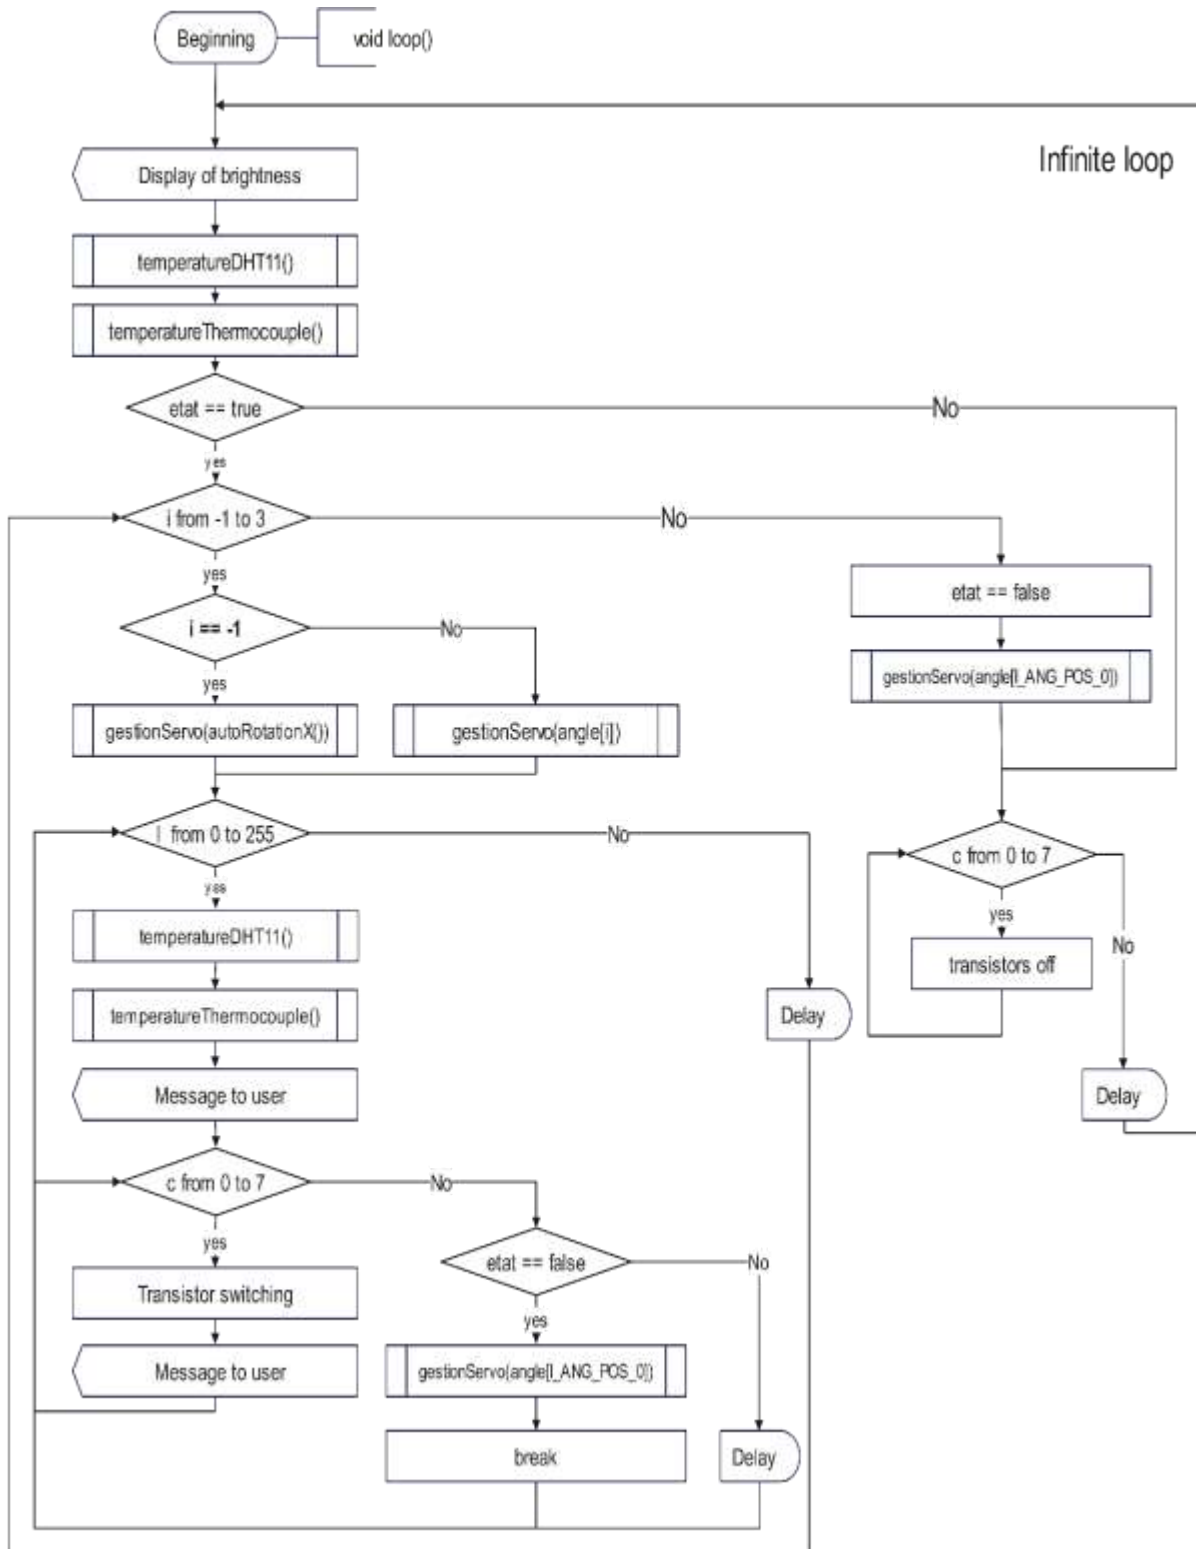 Beginning
void loop()
Infinite loop
Display of brightness
temperatureDHT11()
temperatureThermocouple()
etat == true
No
yes
i from -1 to 3
No
yes
etat == false
i == -1
No
yes
gestionServo(angle[I_ANG_POS_0])
gestionServo(autoRotationX())
gestionServo(angle[i])
l from 0 to 255
No
yes
c from 0 to 7
yes
No
temperatureDHT11()
transistors off
temperatureThermocouple()
Delay
Message to user
Delay
c from 0 to 7
No
yes
etat == false
No
Transistor switching
yes
Message to user
gestionServo(angle[I_ANG_POS_0])
break
Delay